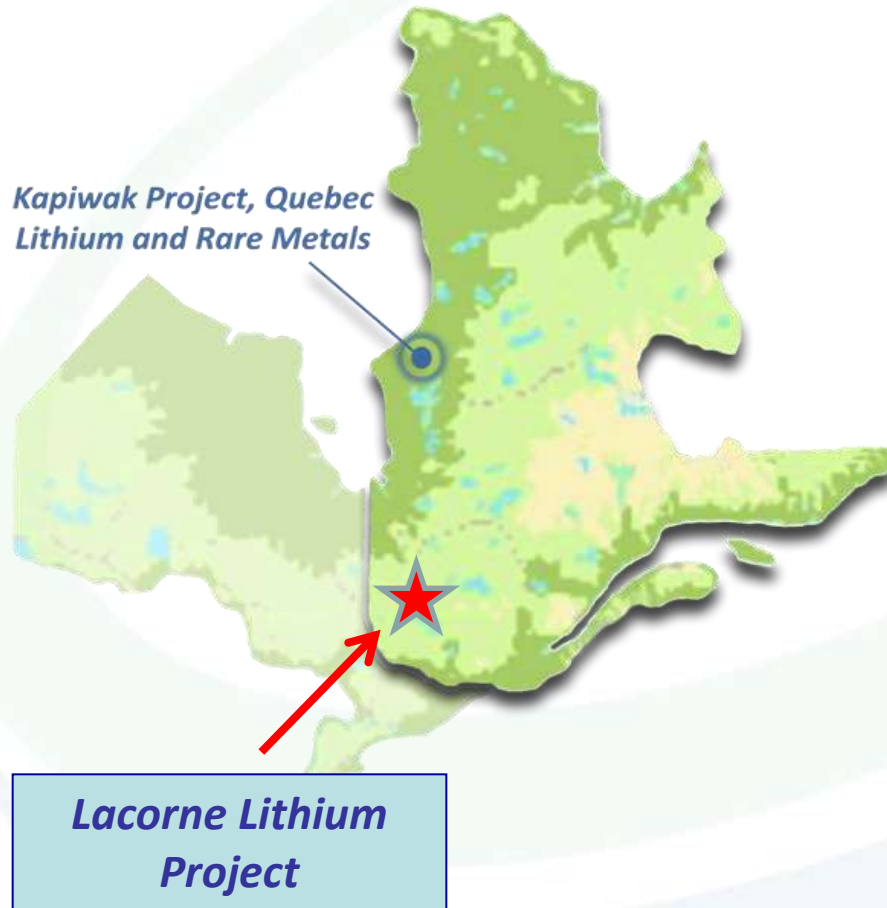 Kapiwak Project, Quebec
Lithium and Rare Metals
Lacorne Lithium
Project